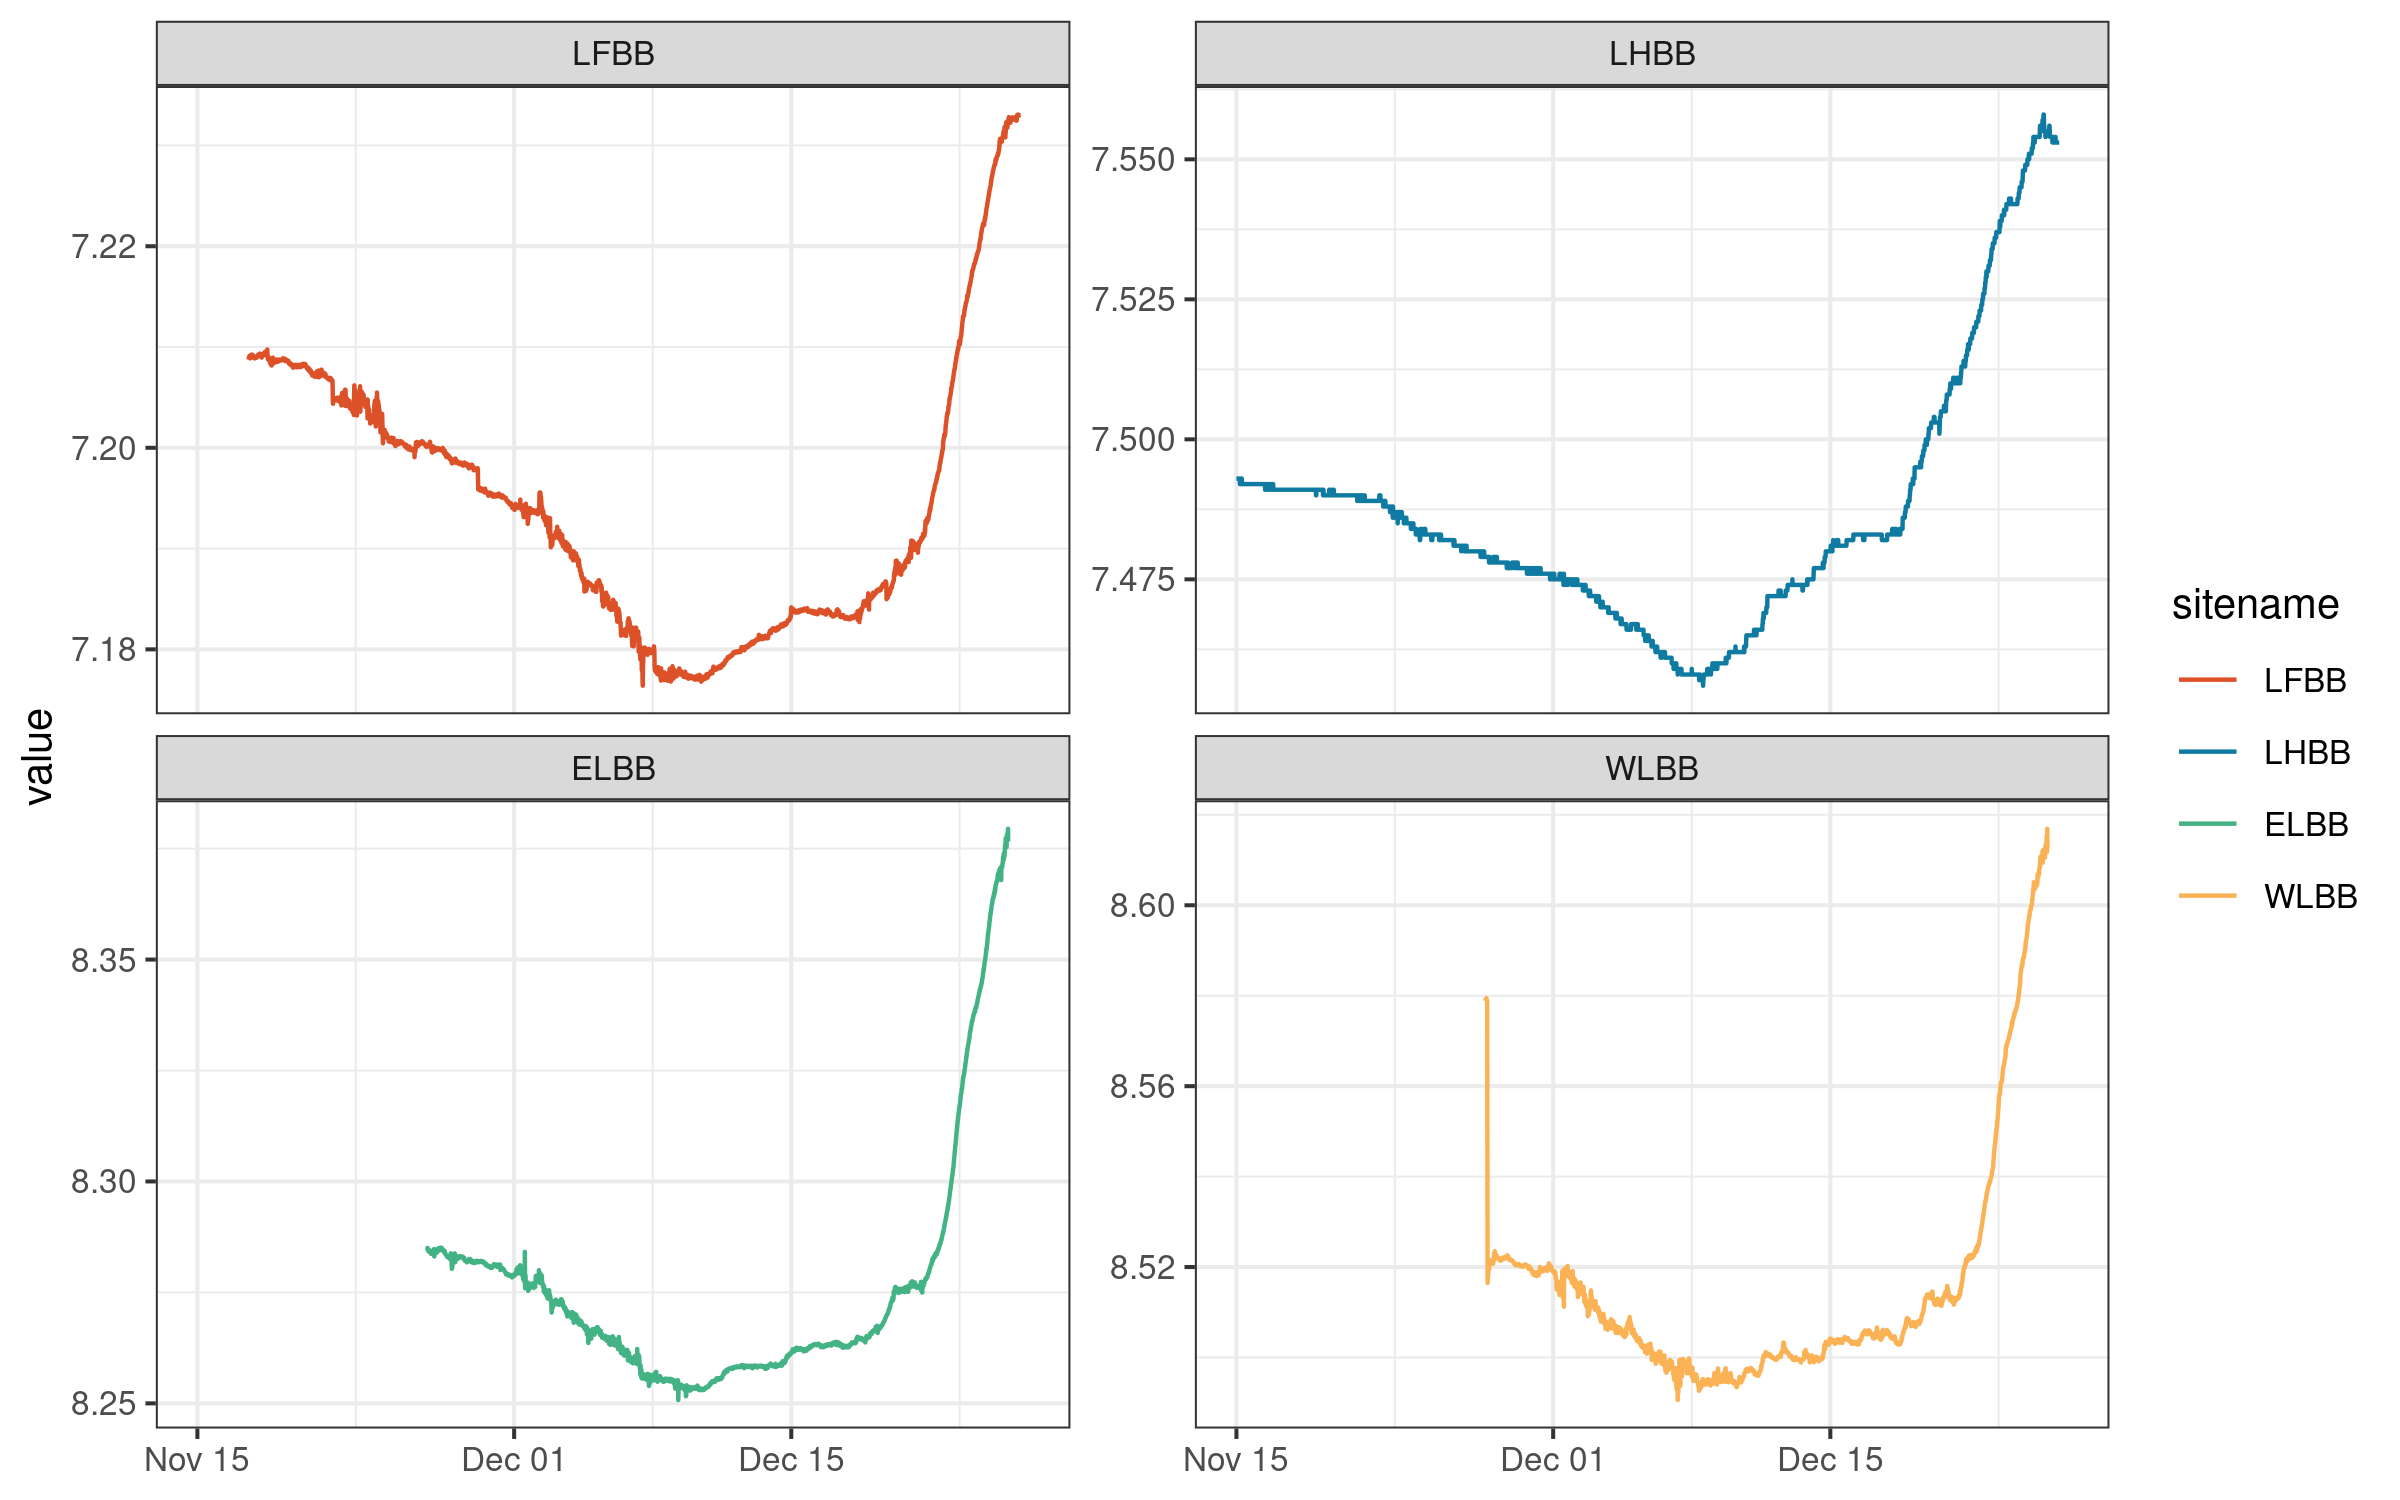 LFBB
LHBB
7.22
7.20
7.18
7.550
7.525
7.500
7.475
value
ELBB
WLBB
8.35
8.30
8.25
8.60
8.56
8.52
Nov 15
Dec 01
Dec 15
Nov 15
Dec 01
Dec 15
sitename
LFBB
LHBB
ELBB
WLBB